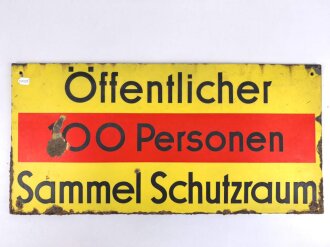 Öffentlicher
00 Personen
Sammel Schutzraum